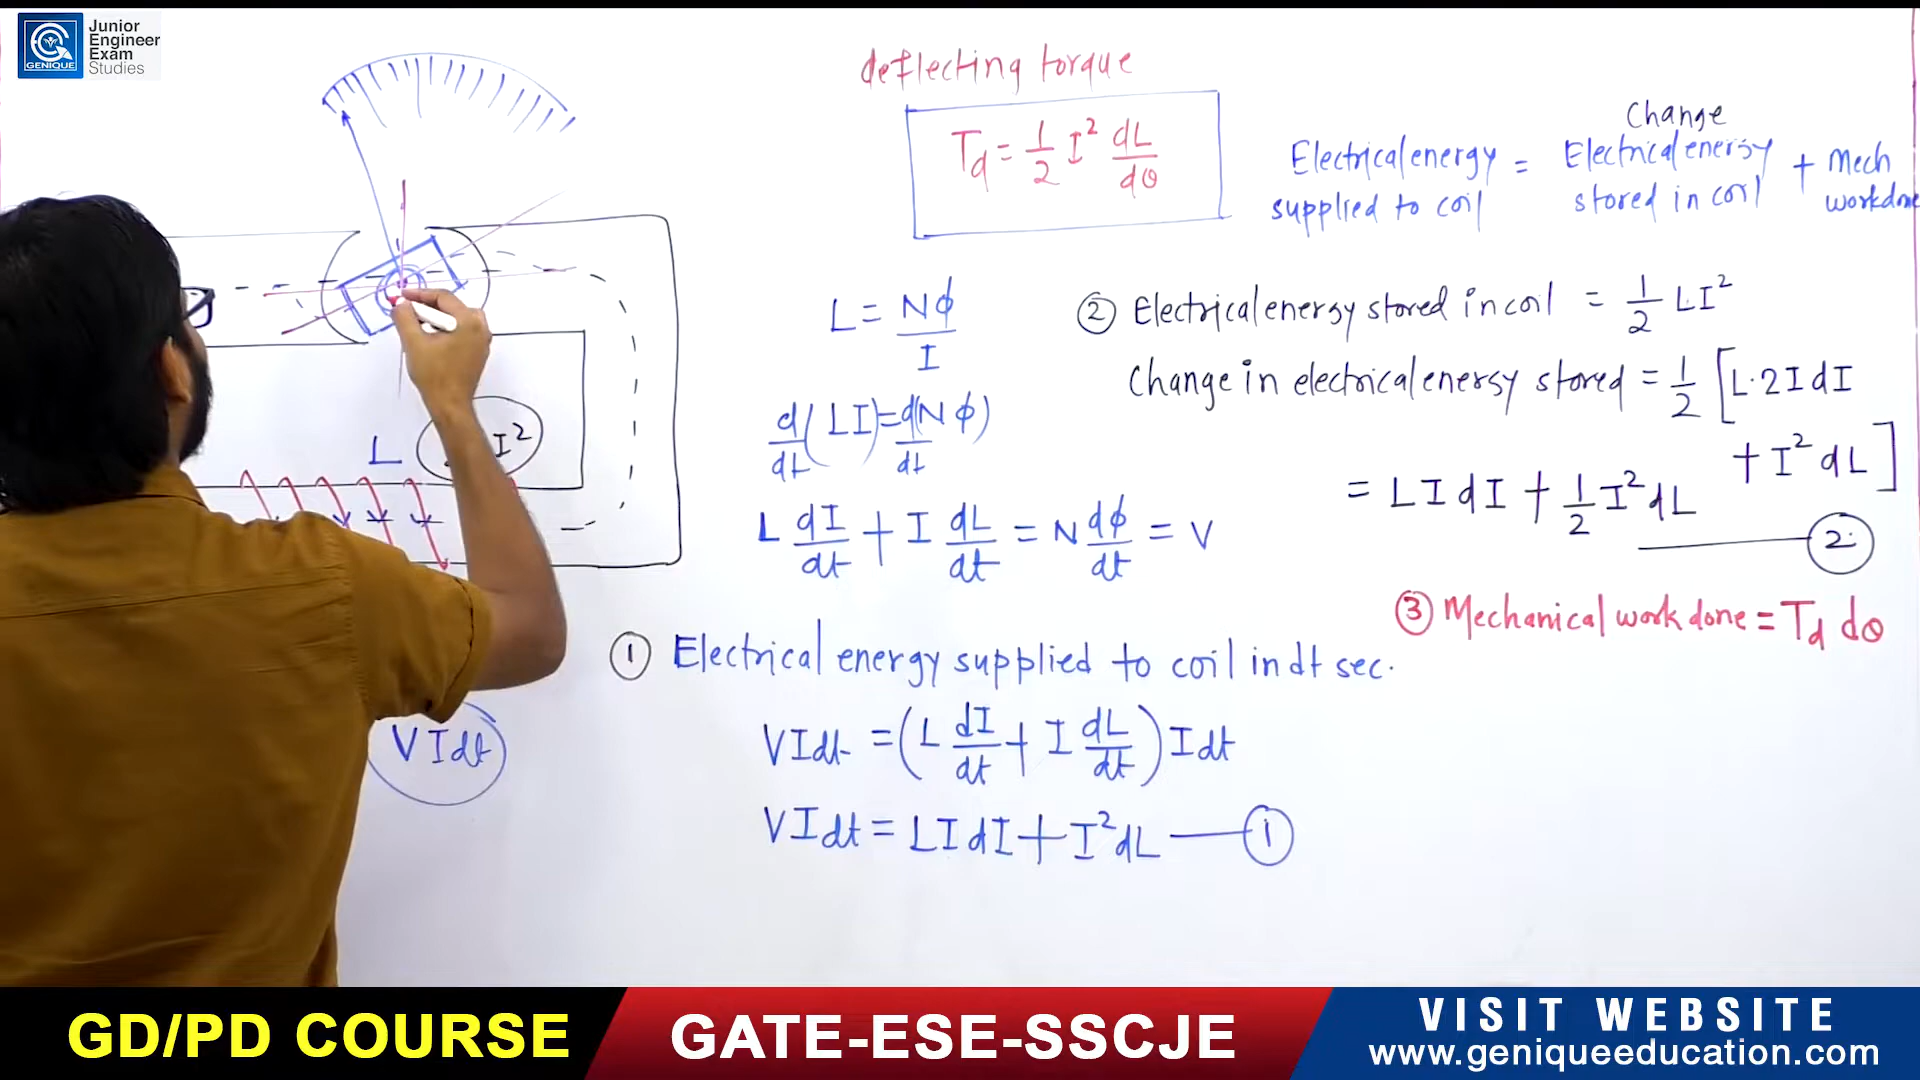 GENIQUE
Junior
Engineer
Exam
Studies
deflecting torque
Td = 1/2 I² dL/dθ
Electrical energy supplied to coil = Change Electrical energy stored in coil + Mech workdone
L = Nϕ/I
d/dt (LI) = d(Nϕ)/dt
L dI/dt + I dL/dt = N dϕ/dt = V
① Electrical energy supplied to coil in dt sec.
VIdt = (L dI/dt + I dL/dt) Idt
VIdt = LIdI + I²dL — ①
② Electrical energy stored in coil = 1/2 LI²
Change in electrical energy stored = 1/2 [L·2IdI
+ I²dL]
= LIdI + 1/2 I²dL
— ②
③ Mechanical work done = Td dθ
L
I²
VIdt
GD/PD COURSE
GATE-ESE-SSCJE
VISIT WEBSITE
www.geniqueeducation.com